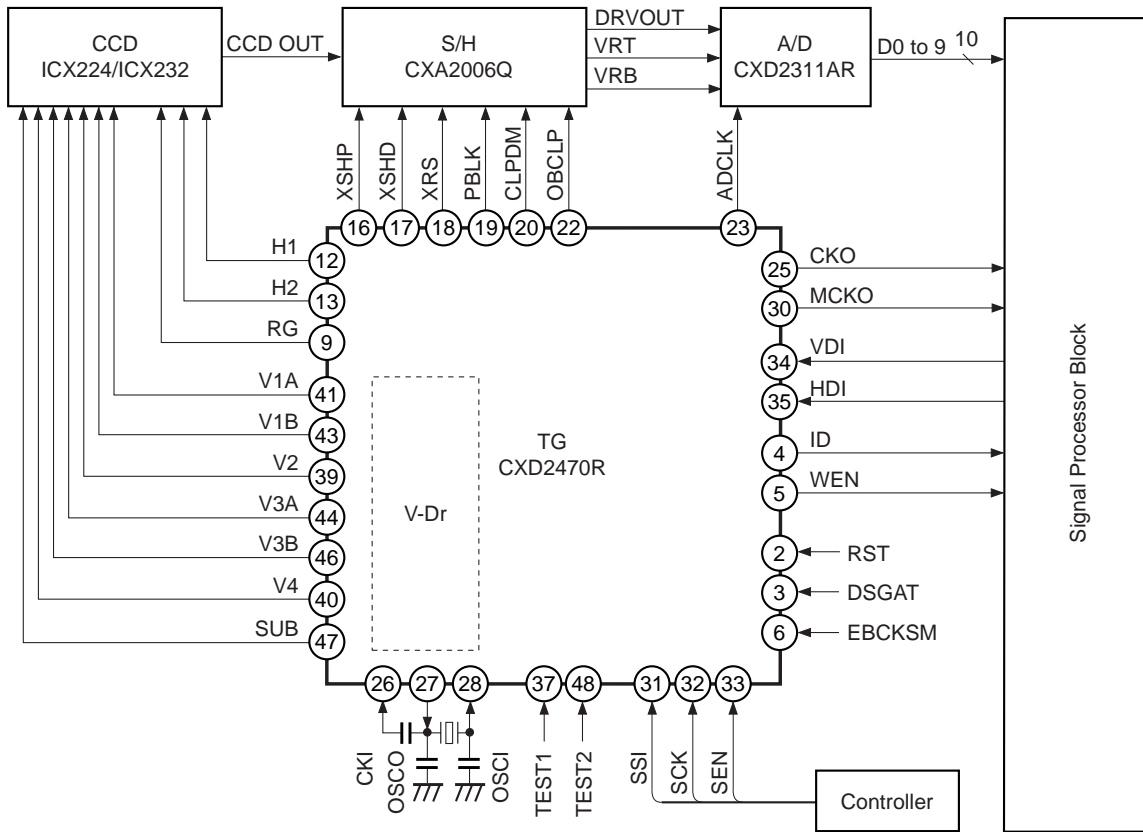 CCD
ICX224/ICX232
CCD OUT
S/H
CXA2006Q
DRVOUT
VRT
VRB
A/D
CXD2311AR
D0 to 9
10
XSHP
XSHD
XRS
PBLK
CLPDM
OBCLP
ADCLK
16
17
18
19
20
22
23
H1
12
H2
13
RG
9
V1A
41
V1B
43
V2
39
V3A
44
V3B
46
V4
40
SUB
47
V-Dr
TG
CXD2470R
25
CKO
30
MCKO
34
VDI
35
HDI
4
ID
5
WEN
2
RST
3
DSGAT
6
EBCKSM
Signal Processor Block
26
27
28
37
48
31
32
33
CKI
OSCO
OSCI
TEST1
TEST2
SSI
SCK
SEN
Controller